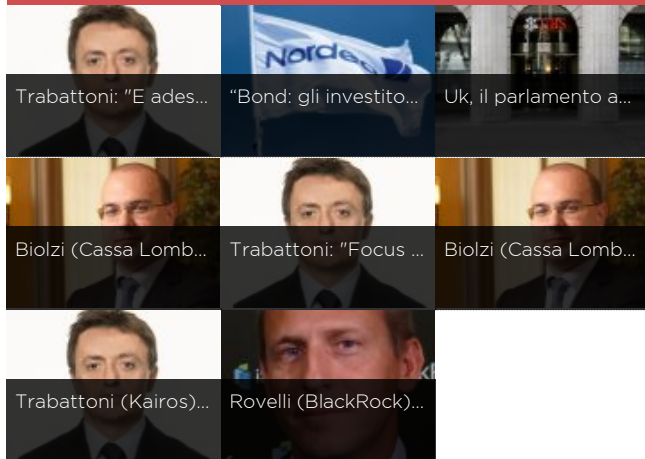 Nordea
UBS
Trabattoni: "E ades...
“Bond: gli investito...
Uk, il parlamento a...
Biolzi (Cassa Lomb...
Trabattoni: "Focus ...
Biolzi (Cassa Lomb...
Trabattoni (Kairos)...
Rovelli (BlackRock)...